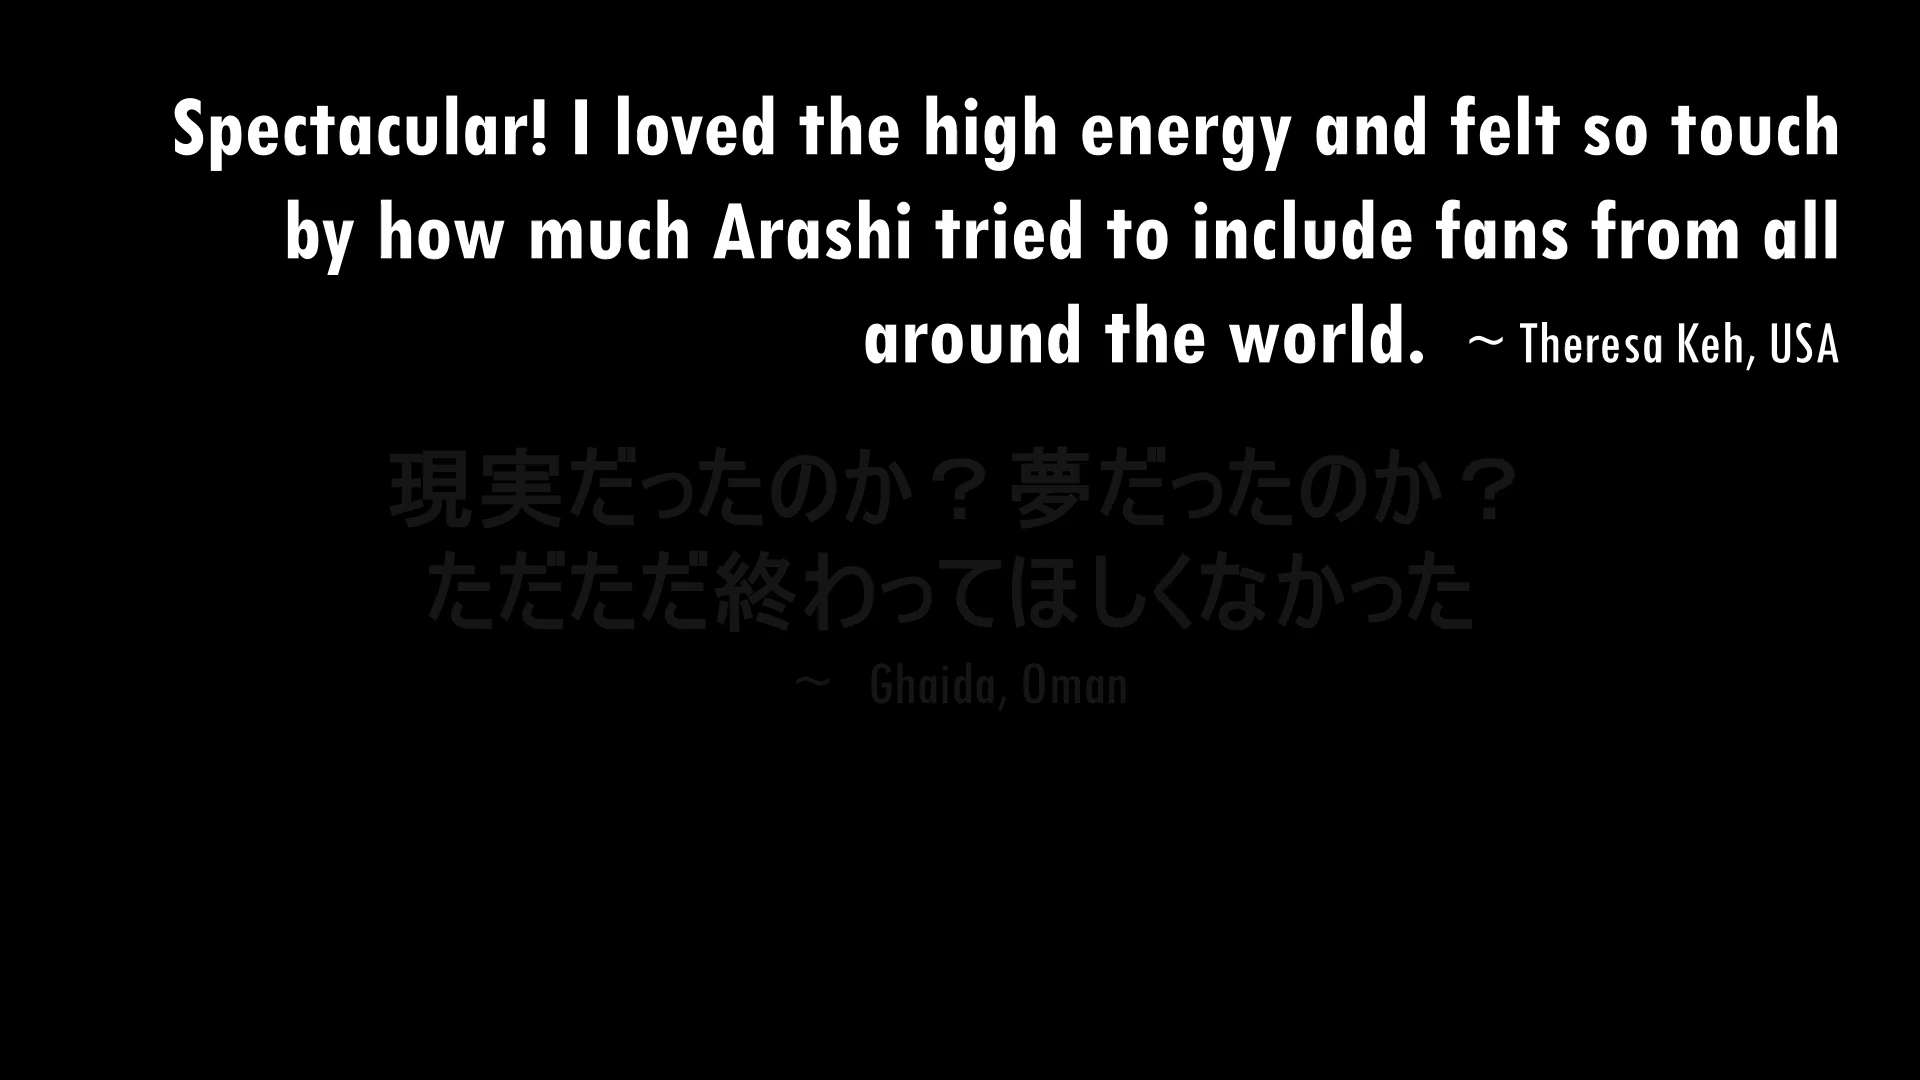 Spectacular! I loved the high energy and felt so touch
by how much Arashi tried to include fans from all
around the world. ~ Theresa Keh, USA
現実だったのか？夢だったのか？
ただただ終わってほしくなかった
~ Ghaida, Oman